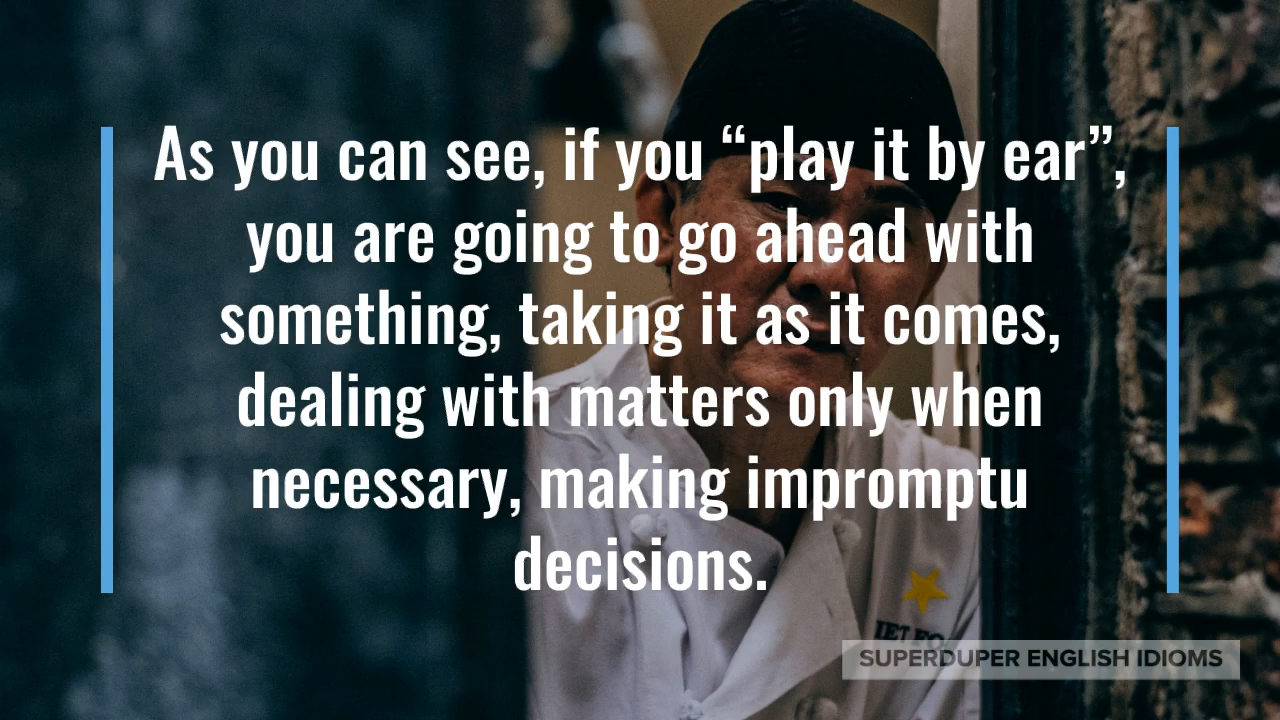 As you can see, if you “play it by ear”,
you are going to go ahead with
something, taking it as it comes,
dealing with matters only when
necessary, making impromptu
decisions.
SUPERDUPER ENGLISH IDIOMS